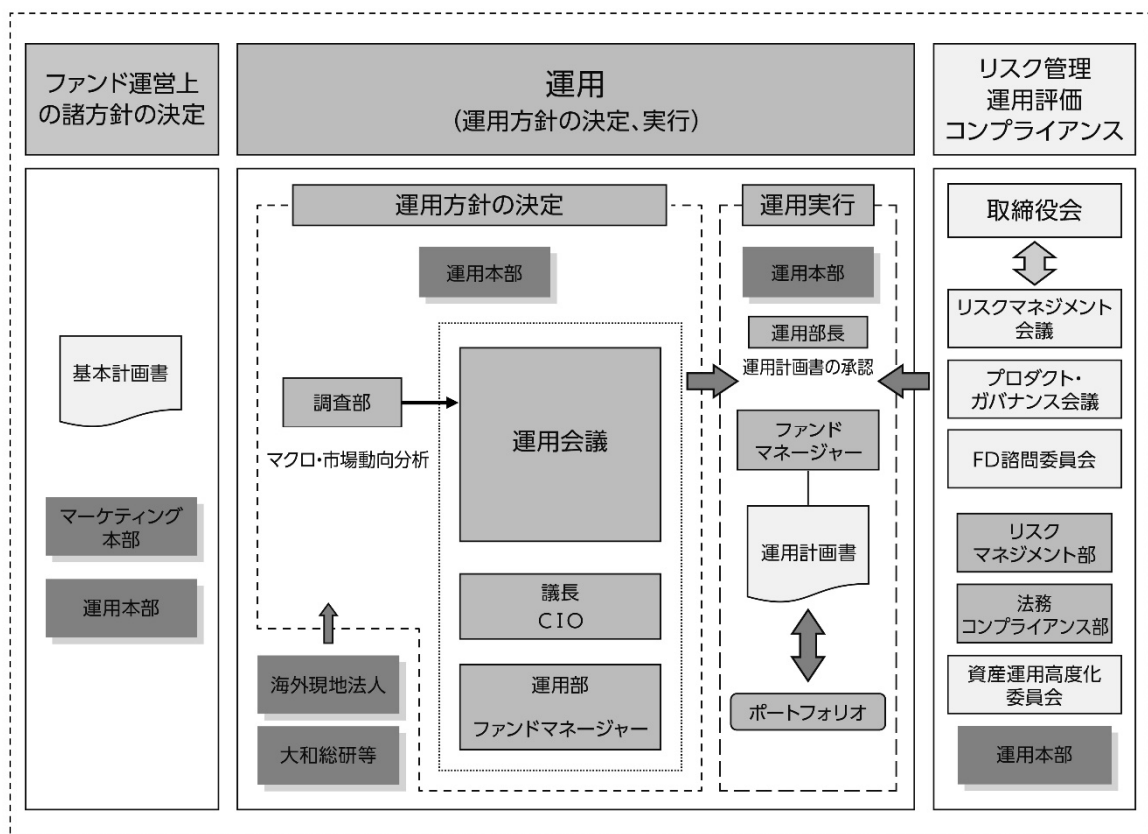 ファンド運営上
の諸方針の決定
運用
(運用方針の決定、実行)
リスク管理
運用評価
コンプライアンス
基本計画書
マーケティング
本部
運用本部
運用方針の決定
運用本部
調査部
マクロ・市場動向分析
運用会議
議長
CIO
運用部
ファンドマネージャー
海外現地法人
大和総研等
運用実行
運用本部
運用部長
運用計画書の承認
ファンド
マネージャー
運用計画書
ポートフォリオ
取締役会
リスクマネジメント
会議
プロダクト・
ガバナンス会議
FD諮問委員会
リスク
マネジメント部
法務
コンプライアンス部
資産運用高度化
委員会
運用本部